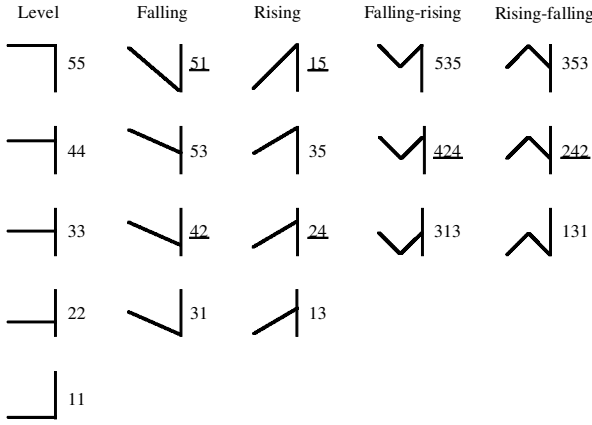 Level Falling Rising Falling-rising Rising-falling
55 51 15 535 353
44 53 35 424 242
33 42 24 313 131
22 31 13
11